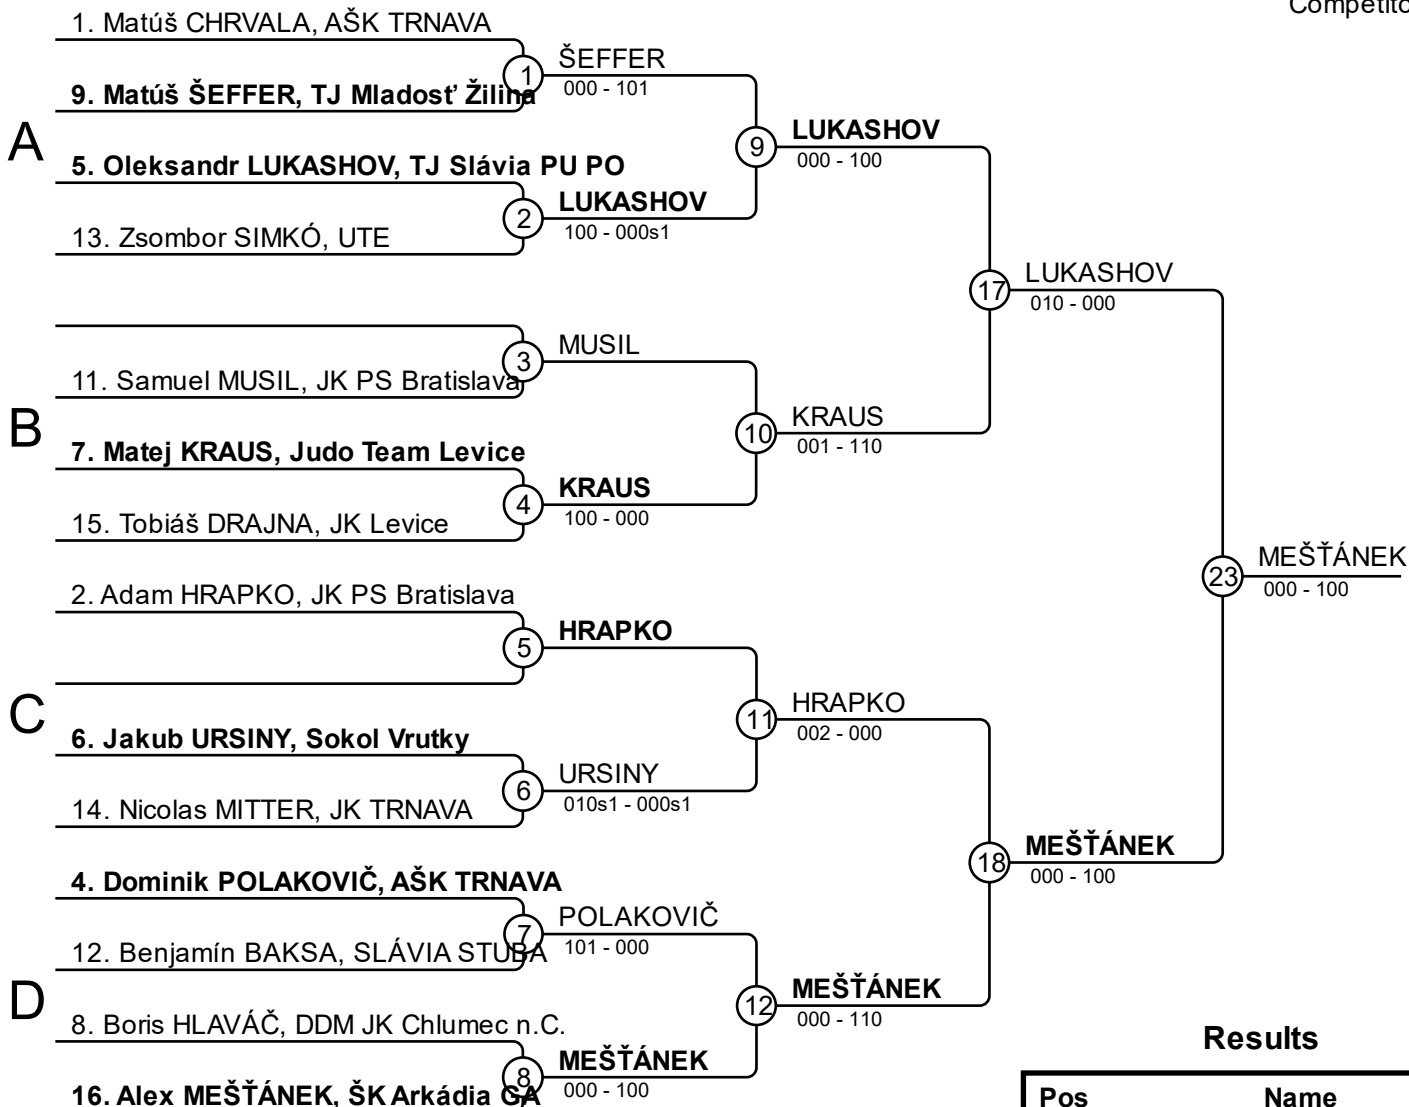 Competito
1. Matúš CHRVALA, AŠK TRNAVA
1
ŠEFFER
000 - 101
9. Matúš ŠEFFER, TJ Mladosť Žilina
A
9
LUKASHOV
000 - 100
5. Oleksandr LUKASHOV, TJ Slávia PU PO
2
LUKASHOV
100 - 000s1
13. Zsombor SIMKÓ, UTE
17
LUKASHOV
010 - 000
3
MUSIL
11. Samuel MUSIL, JK PS Bratislava
B
10
KRAUS
001 - 110
7. Matej KRAUS, Judo Team Levice
4
KRAUS
100 - 000
15. Tobiáš DRAJNA, JK Levice
23
MEŠŤÁNEK
000 - 100
2. Adam HRAPKO, JK PS Bratislava
5
HRAPKO
C
11
HRAPKO
002 - 000
6. Jakub URSINY, Sokol Vrutky
6
URSINY
010s1 - 000s1
14. Nicolas MITTER, JK TRNAVA
18
MEŠŤÁNEK
000 - 100
4. Dominik POLAKOVIČ, AŠK TRNAVA
7
POLAKOVIČ
101 - 000
12. Benjamín BAKSA, SLÁVIA STUBA
D
12
MEŠŤÁNEK
000 - 110
8. Boris HLAVÁČ, DDM JK Chlumec n.C.
8
MEŠŤÁNEK
000 - 100
16. Alex MEŠŤÁNEK, ŠK Arkádia GA
Results
Pos Name